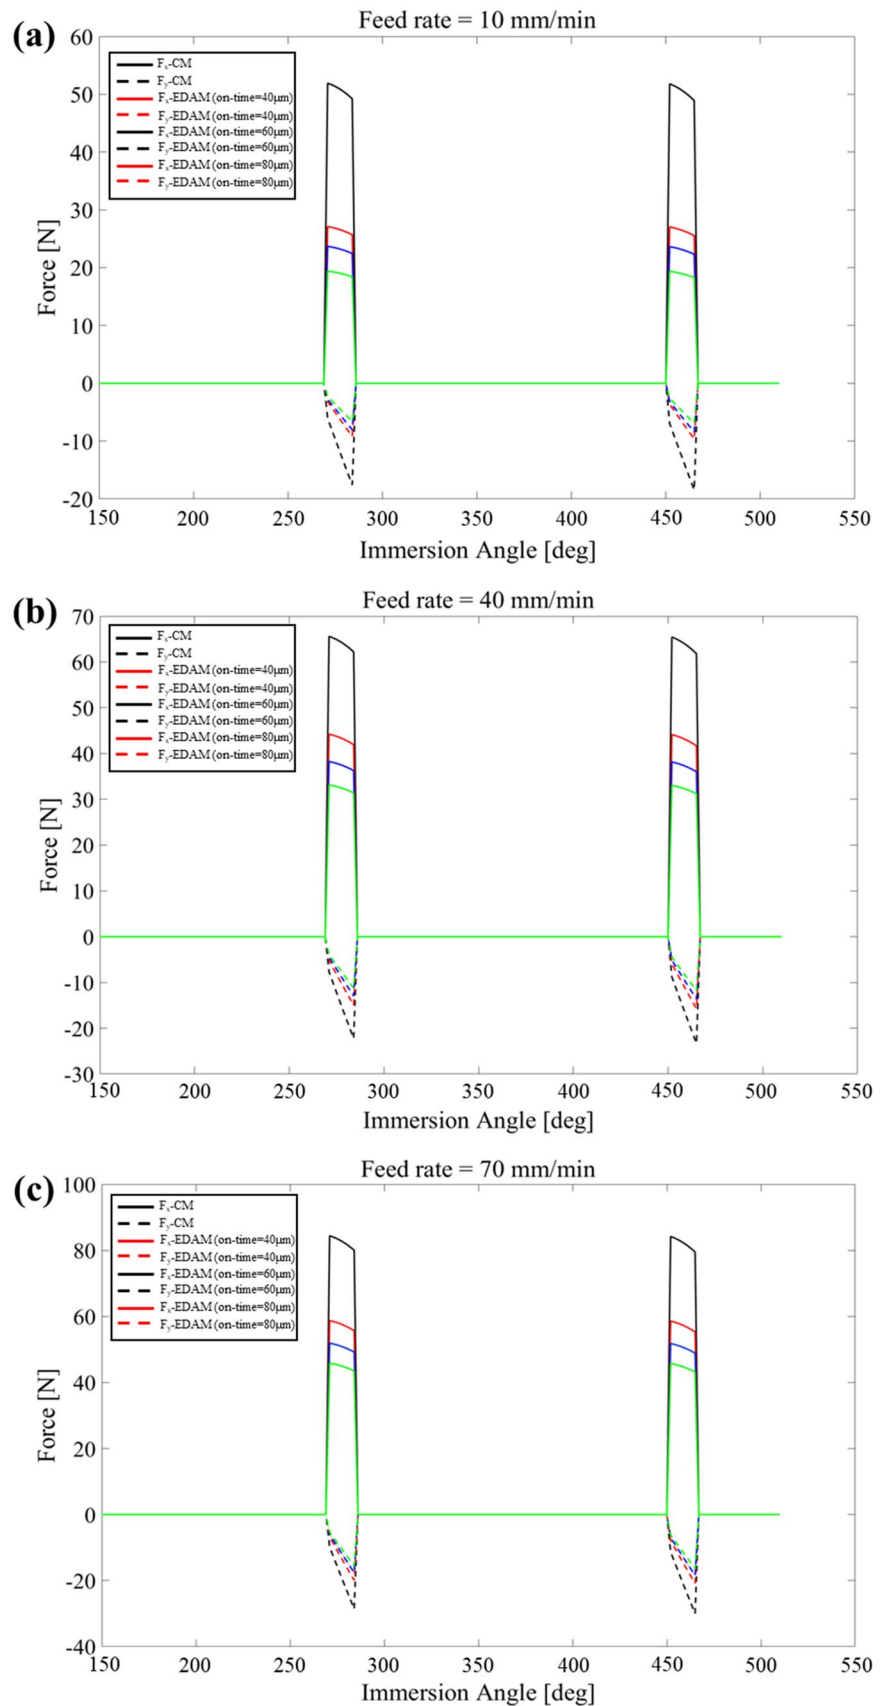 (a)
Feed rate = 10 mm/min
60
50
40
30
20
10
0
-10
-20
Force [N]
Fx-CM
Fy-CM
Fx-EDAM (on-time=40μm)
Fy-EDAM (on-time=40μm)
Fx-EDAM (on-time=60μm)
Fy-EDAM (on-time=60μm)
Fx-EDAM (on-time=80μm)
Fy-EDAM (on-time=80μm)
150 200 250 300 350 400 450 500 550
Immersion Angle [deg]
(b)
Feed rate = 40 mm/min
70
60
50
40
30
20
10
0
-10
-20
-30
Force [N]
Fx-CM
Fy-CM
Fx-EDAM (on-time=40μm)
Fy-EDAM (on-time=40μm)
Fx-EDAM (on-time=60μm)
Fy-EDAM (on-time=60μm)
Fx-EDAM (on-time=80μm)
Fy-EDAM (on-time=80μm)
150 200 250 300 350 400 450 500 550
Immersion Angle [deg]
(c)
Feed rate = 70 mm/min
100
80
60
40
20
0
-20
-40
Force [N]
Fx-CM
Fy-CM
Fx-EDAM (on-time=40μm)
Fy-EDAM (on-time=40μm)
Fx-EDAM (on-time=60μm)
Fy-EDAM (on-time=60μm)
Fx-EDAM (on-time=80μm)
Fy-EDAM (on-time=80μm)
150 200 250 300 350 400 450 500 550
Immersion Angle [deg]